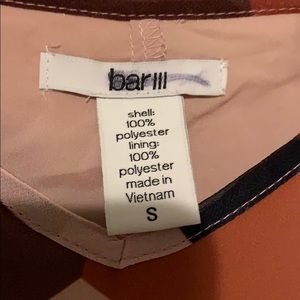 bar III
shell:
100%
polyester
lining:
100%
polyester
made in
Vietnam
S